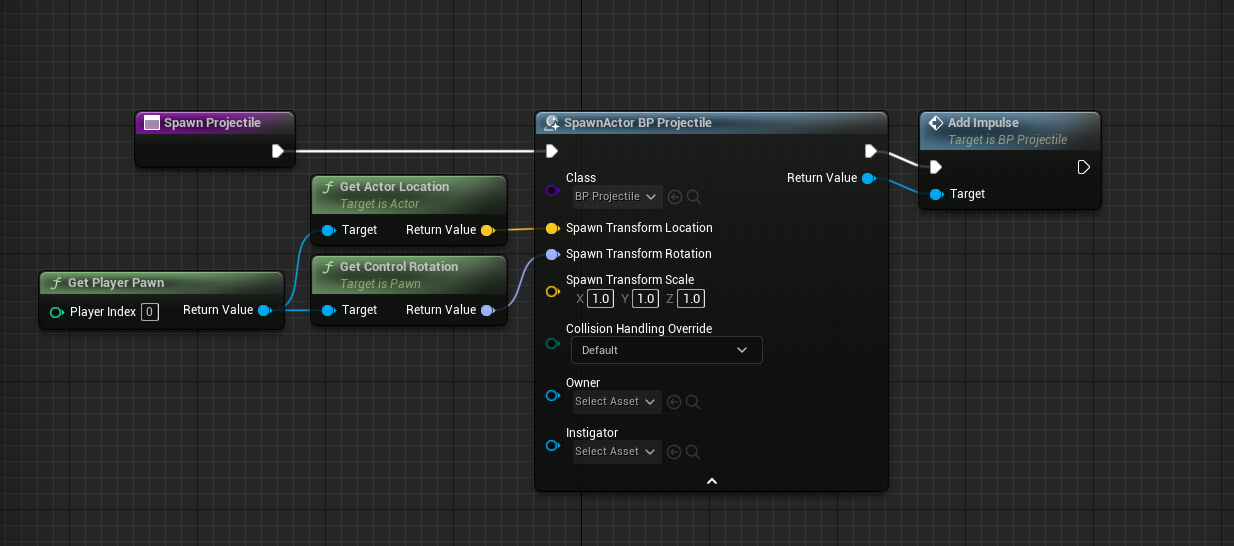 Spawn Projectile
SpawnActor BP Projectile
Add Impulse
Target is BP Projectile
Class
BP Projectile
Return Value
Target
Get Actor Location
Target is Actor
Target Return Value
Spawn Transform Location
Spawn Transform Rotation
Get Control Rotation
Target is Pawn
Target Return Value
Get Player Pawn
Player Index 0 Return Value
Spawn Transform Scale
X 1.0 Y 1.0 Z 1.0
Collision Handling Override
Default
Owner
Select Asset
Instigator
Select Asset